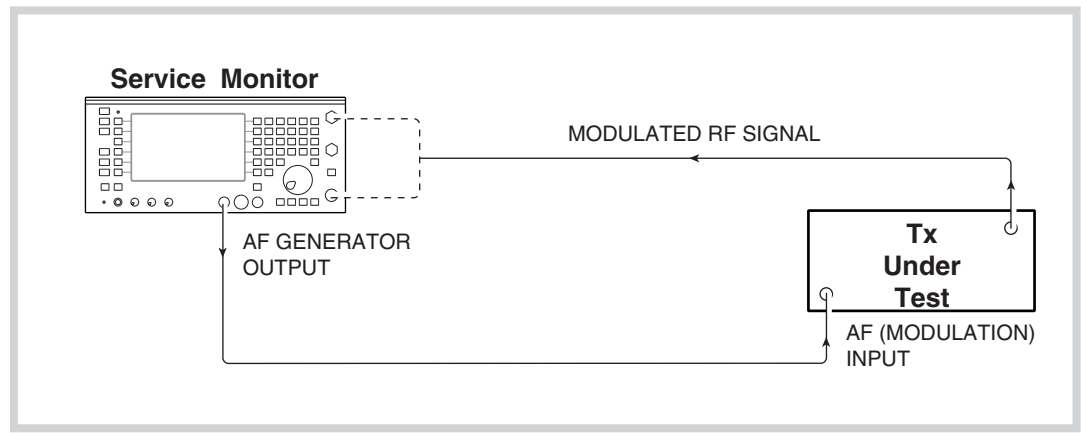 Service Monitor
MODULATED RF SIGNAL
AF GENERATOR
OUTPUT
Tx
Under
Test
AF (MODULATION)
INPUT